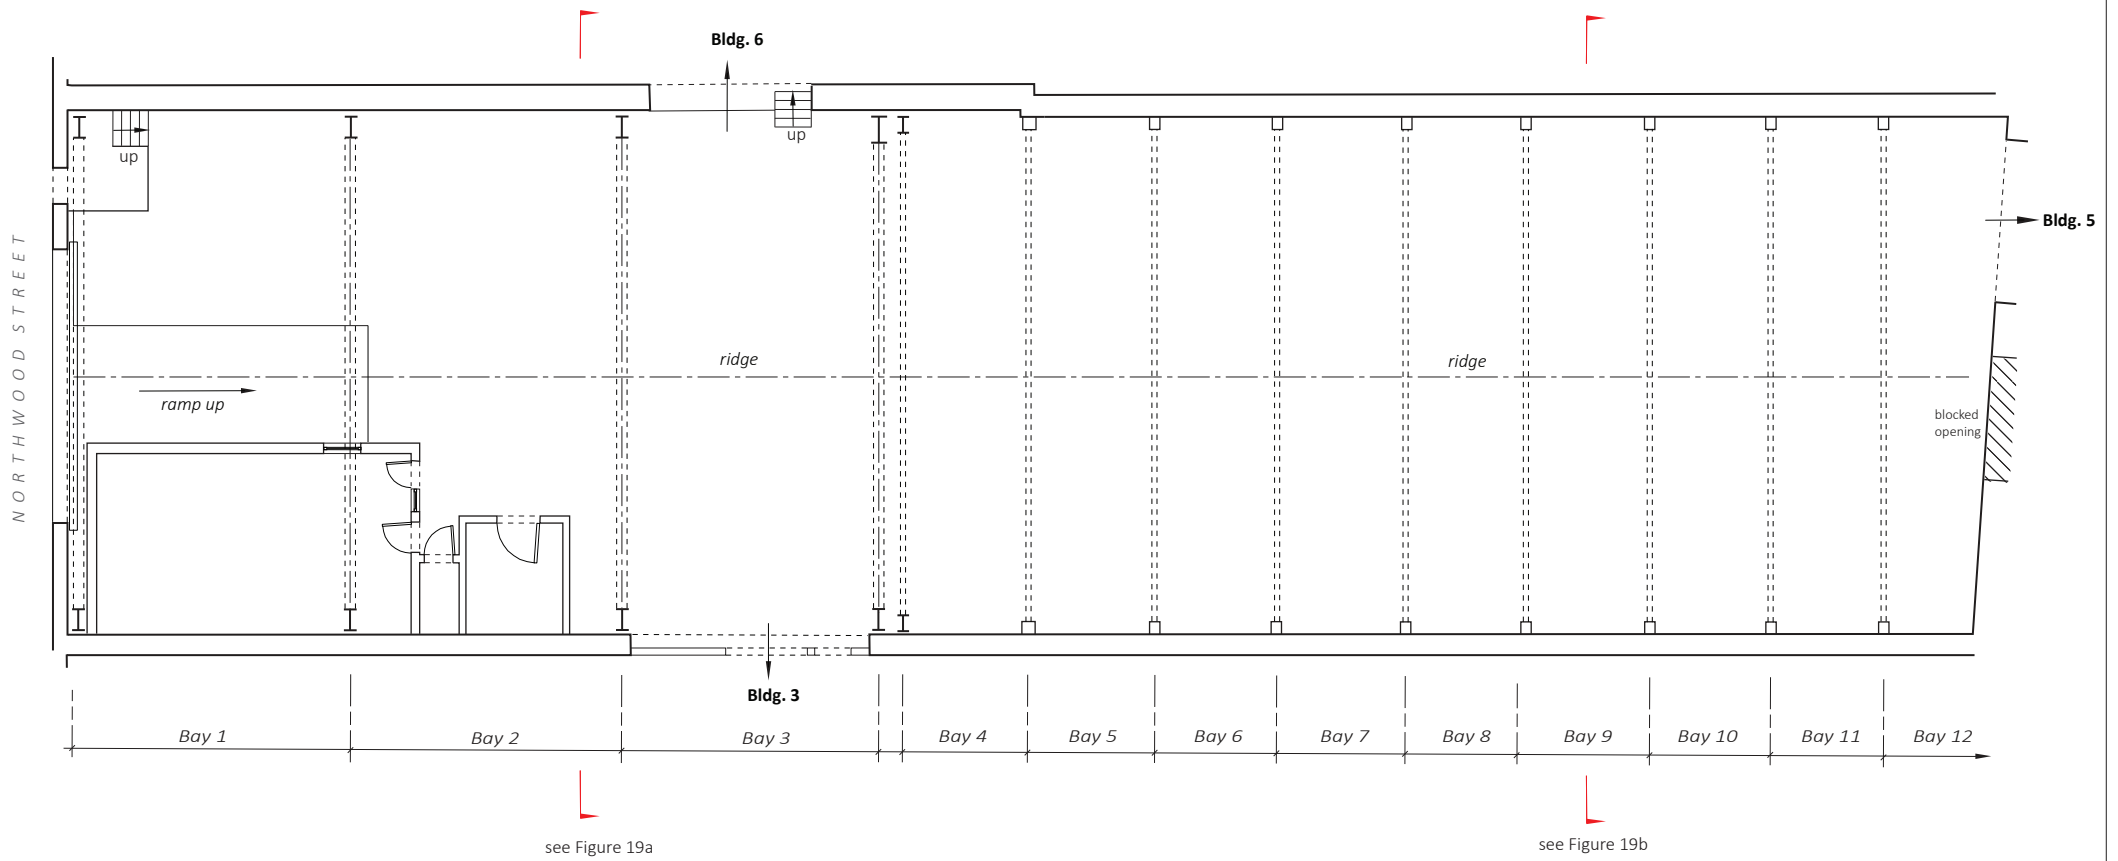 Bldg. 6
up
up
Bldg. 5
NORTHWOOD STREET
ridge
ridge
ramp up
blocked
opening
Bldg. 3
Bay 1
Bay 2
Bay 3
Bay 4
Bay 5
Bay 6
Bay 7
Bay 8
Bay 9
Bay 10
Bay 11
Bay 12
see Figure 19a
see Figure 19b